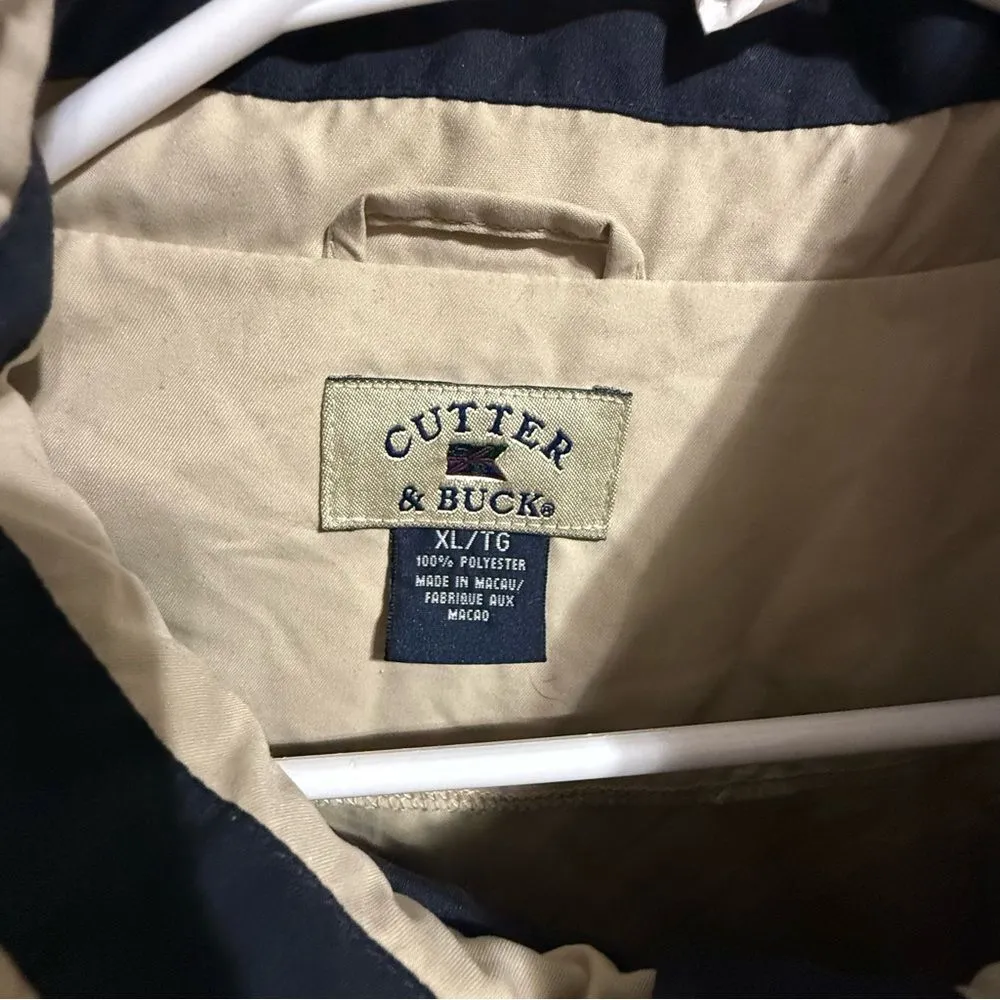 CUTTER
& BUCK®
XL/TG
100% POLYESTER
MADE IN MACAU/
FABRIQUE AUX
MACAO